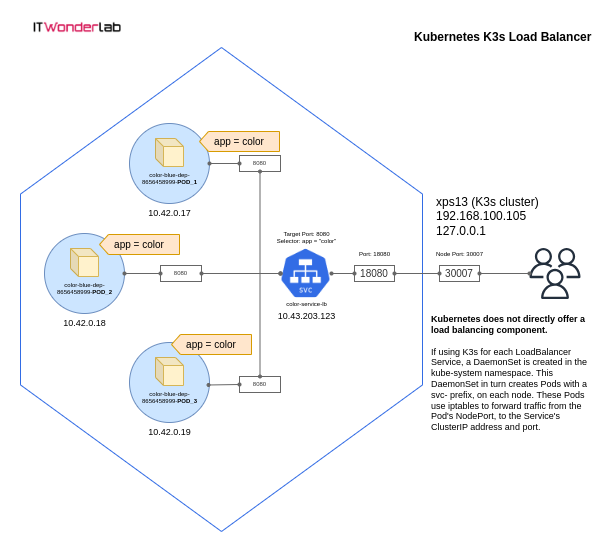 ITWonderlab
Kubernetes K3s Load Balancer
app = color
8080
color-blue-dep-
8656458999-POD_1
10.42.0.17
xps13 (K3s cluster)
192.168.100.105
127.0.0.1
app = color
Target Port: 8080
Selector: app = "color"
Port: 18080
Node Port: 30007
8080
18080
30007
color-blue-dep-
8656458999-POD_2
SVC
color-service-lb
10.43.203.123
10.42.0.18
app = color
8080
color-blue-dep-
8656458999-POD_3
10.42.0.19
Kubernetes does not directly offer a
load balancing component.
If using K3s for each LoadBalancer
Service, a DaemonSet is created in the
kube-system namespace. This
DaemonSet in turn creates Pods with a
svc- prefix, on each node. These Pods
use iptables to forward traffic from the
Pod's NodePort, to the Service's
ClusterIP address and port.